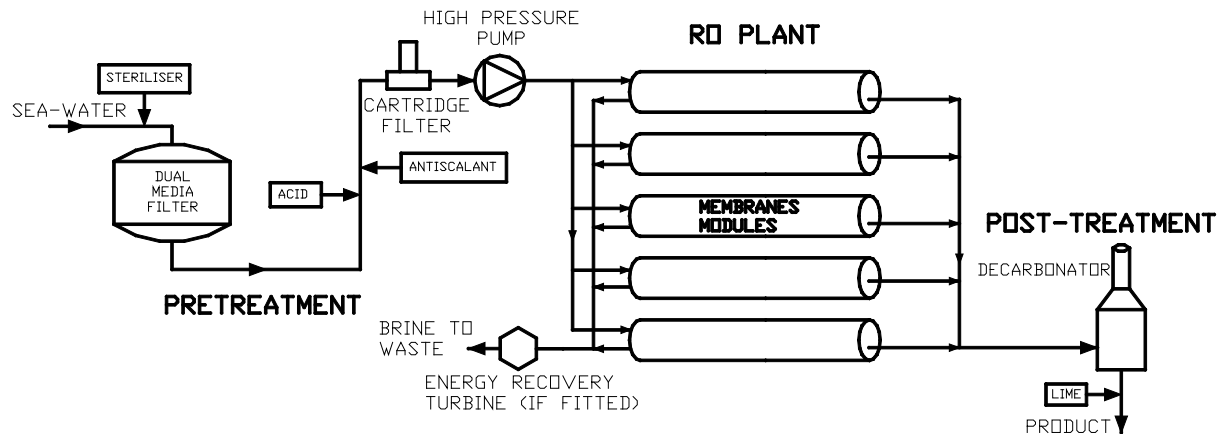 HIGH PRESSURE
PUMP
RO PLANT
STERILISER
SEA-WATER
CARTRIDGE
FILTER
DUAL
MEDIA
FILTER
ANTISCALANT
ACID
MEMBRANES
MODULES
POST-TREATMENT
DECARBONATOR
PRETREATMENT
BRINE TO
WASTE
ENERGY RECOVERY
TURBINE (IF FITTED)
LIME
PRODUCT